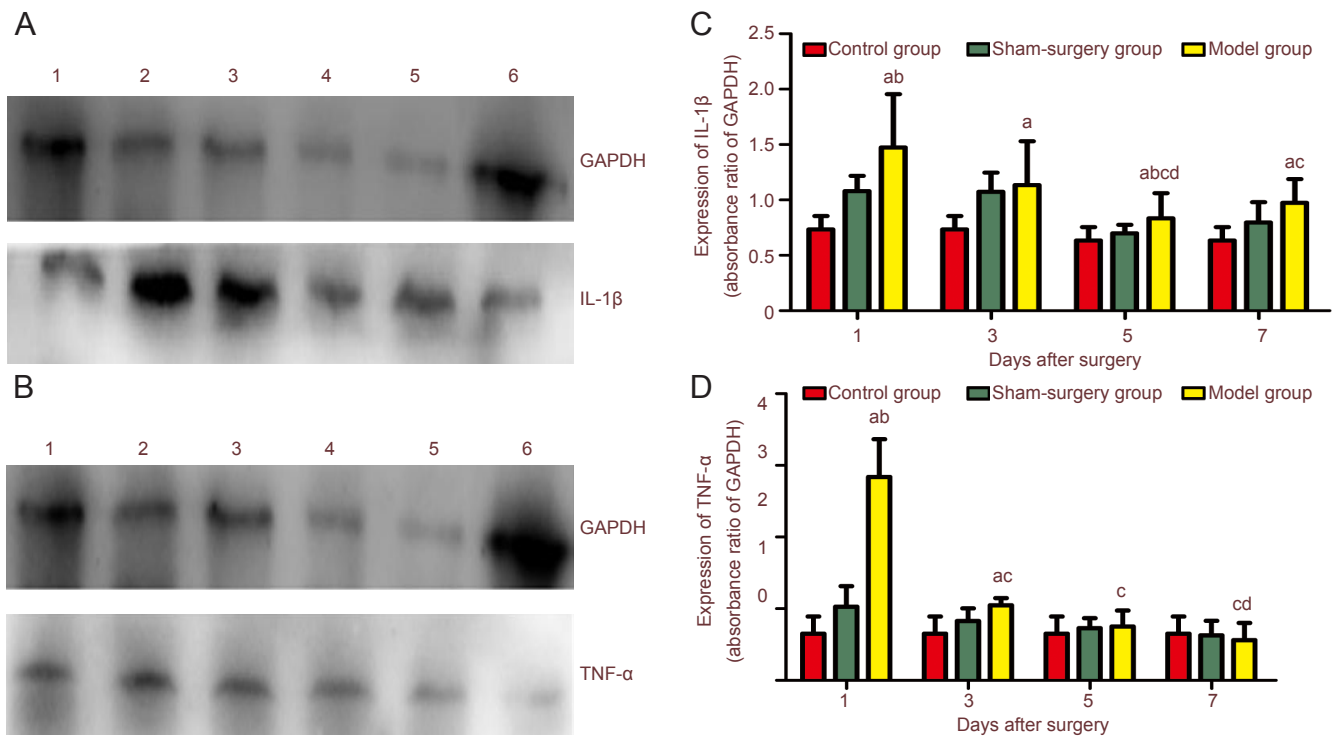 A
1 2 3 4 5 6
GAPDH
IL-1β
B
1 2 3 4 5 6
GAPDH
TNF-α
C
Expression of IL-1β
(absorbance ratio of GAPDH)
2.5
2.0
1.5
1.0
0.5
0
Control group Sham-surgery group Model group
ab
a
abcd
ac
1 3 5 7
Days after surgery
D
Expression of TNF-α
(absorbance ratio of GAPDH)
4
3
2
1
0
Control group Sham-surgery group Model group
ab
ac
c
cd
1 3 5 7
Days after surgery